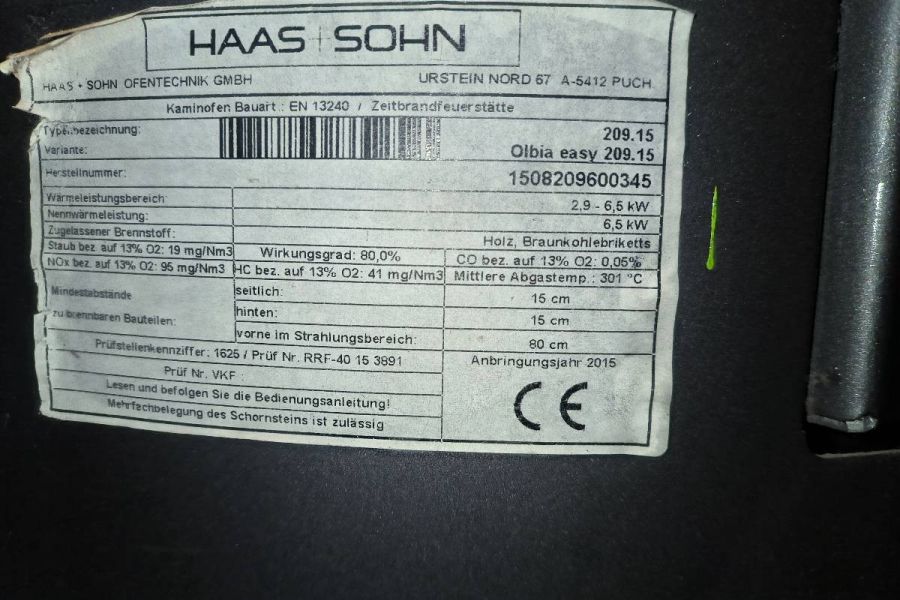 HAAS+SOHN
HAAS + SOHN OFENTECHNIK GMBH URSTEIN NORD 67 A-5412 PUCH
Kaminofen Bauart : EN 13240 / Zeitbrandfeuerstätte
Typenbezeichnung: 209.15
Variante: Olbia easy 209.15
Herstellnummer: 1508209600345
Wärmeleistungsbereich 2,9 - 6,5 kW
Nennwärmeleistung: 6,5 kW
Zugelassener Brennstoff: Holz, Braunkohlebriketts
Staub bez. auf 13% O2: 19 mg/Nm3 Wirkungsgrad: 80,0% CO bez. auf 13% O2: 0,05%
NOx bez. auf 13% O2: 95 mg/Nm3 HC bez. auf 13% O2: 41 mg/Nm3 Mittlere Abgastemp.: 301 °C
Mindestabstände seitlich: 15 cm
zu brennbaren Bauteilen: hinten: 15 cm
vorne im Strahlungsbereich: 80 cm
Prüfstellenkennziffer: 1625 / Prüf Nr. RRF-40 15 3891 Anbringungsjahr 2015
Prüf Nr. VKF :
Lesen und befolgen Sie die Bedienungsanleitung!
Mehrfachbelegung des Schornsteins ist zulässig
CE